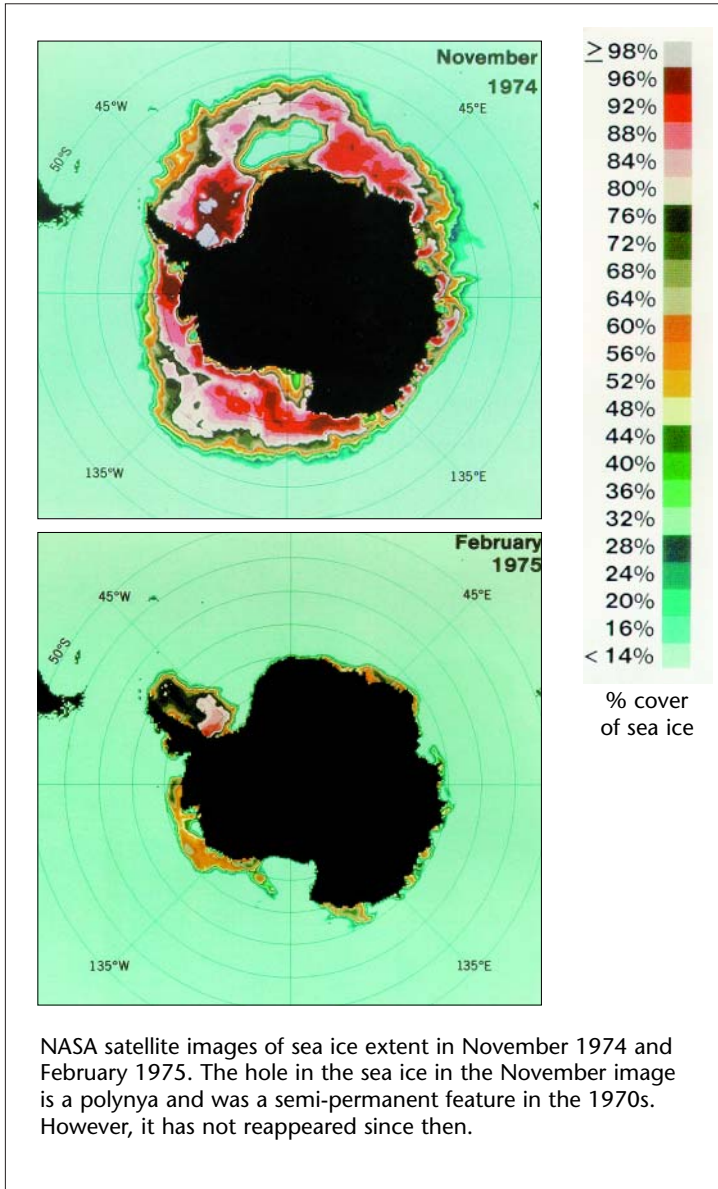 November
1974
45°W
45°E
50°S
135°W
135°E
≥ 98%
96%
92%
88%
84%
80%
76%
72%
68%
64%
60%
56%
52%
48%
44%
40%
36%
32%
28%
24%
20%
16%
< 14%
% cover
of sea ice
February
1975
45°W
45°E
50°S
135°W
135°E
NASA satellite images of sea ice extent in November 1974 and
February 1975. The hole in the sea ice in the November image
is a polynya and was a semi-permanent feature in the 1970s.
However, it has not reappeared since then.